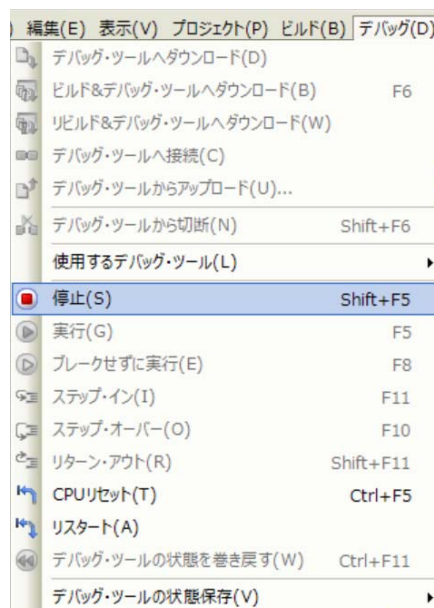 ) 編集(E) 表示(V) プロジェクト(P) ビルド(B) デバッグ(D)
デバッグ・ツールへダウンロード(D)
ビルド&デバッグ・ツールへダウンロード(B) F6
リビルド&デバッグ・ツールへダウンロード(W)
デバッグ・ツールへ接続(C)
デバッグ・ツールからアップロード(U)...
デバッグ・ツールから切断(N) Shift+F6
使用するデバッグ・ツール(L)
停止(S) Shift+F5
実行(G) F5
ブレークせずに実行(E) F8
ステップ・イン(I) F11
ステップ・オーバー(O) F10
リターン・アウト(R) Shift+F11
CPUリセット(T) Ctrl+F5
リスタート(A)
デバッグ・ツールの状態を巻き戻す(W) Ctrl+F11
デバッグ・ツールの状態保存(V)